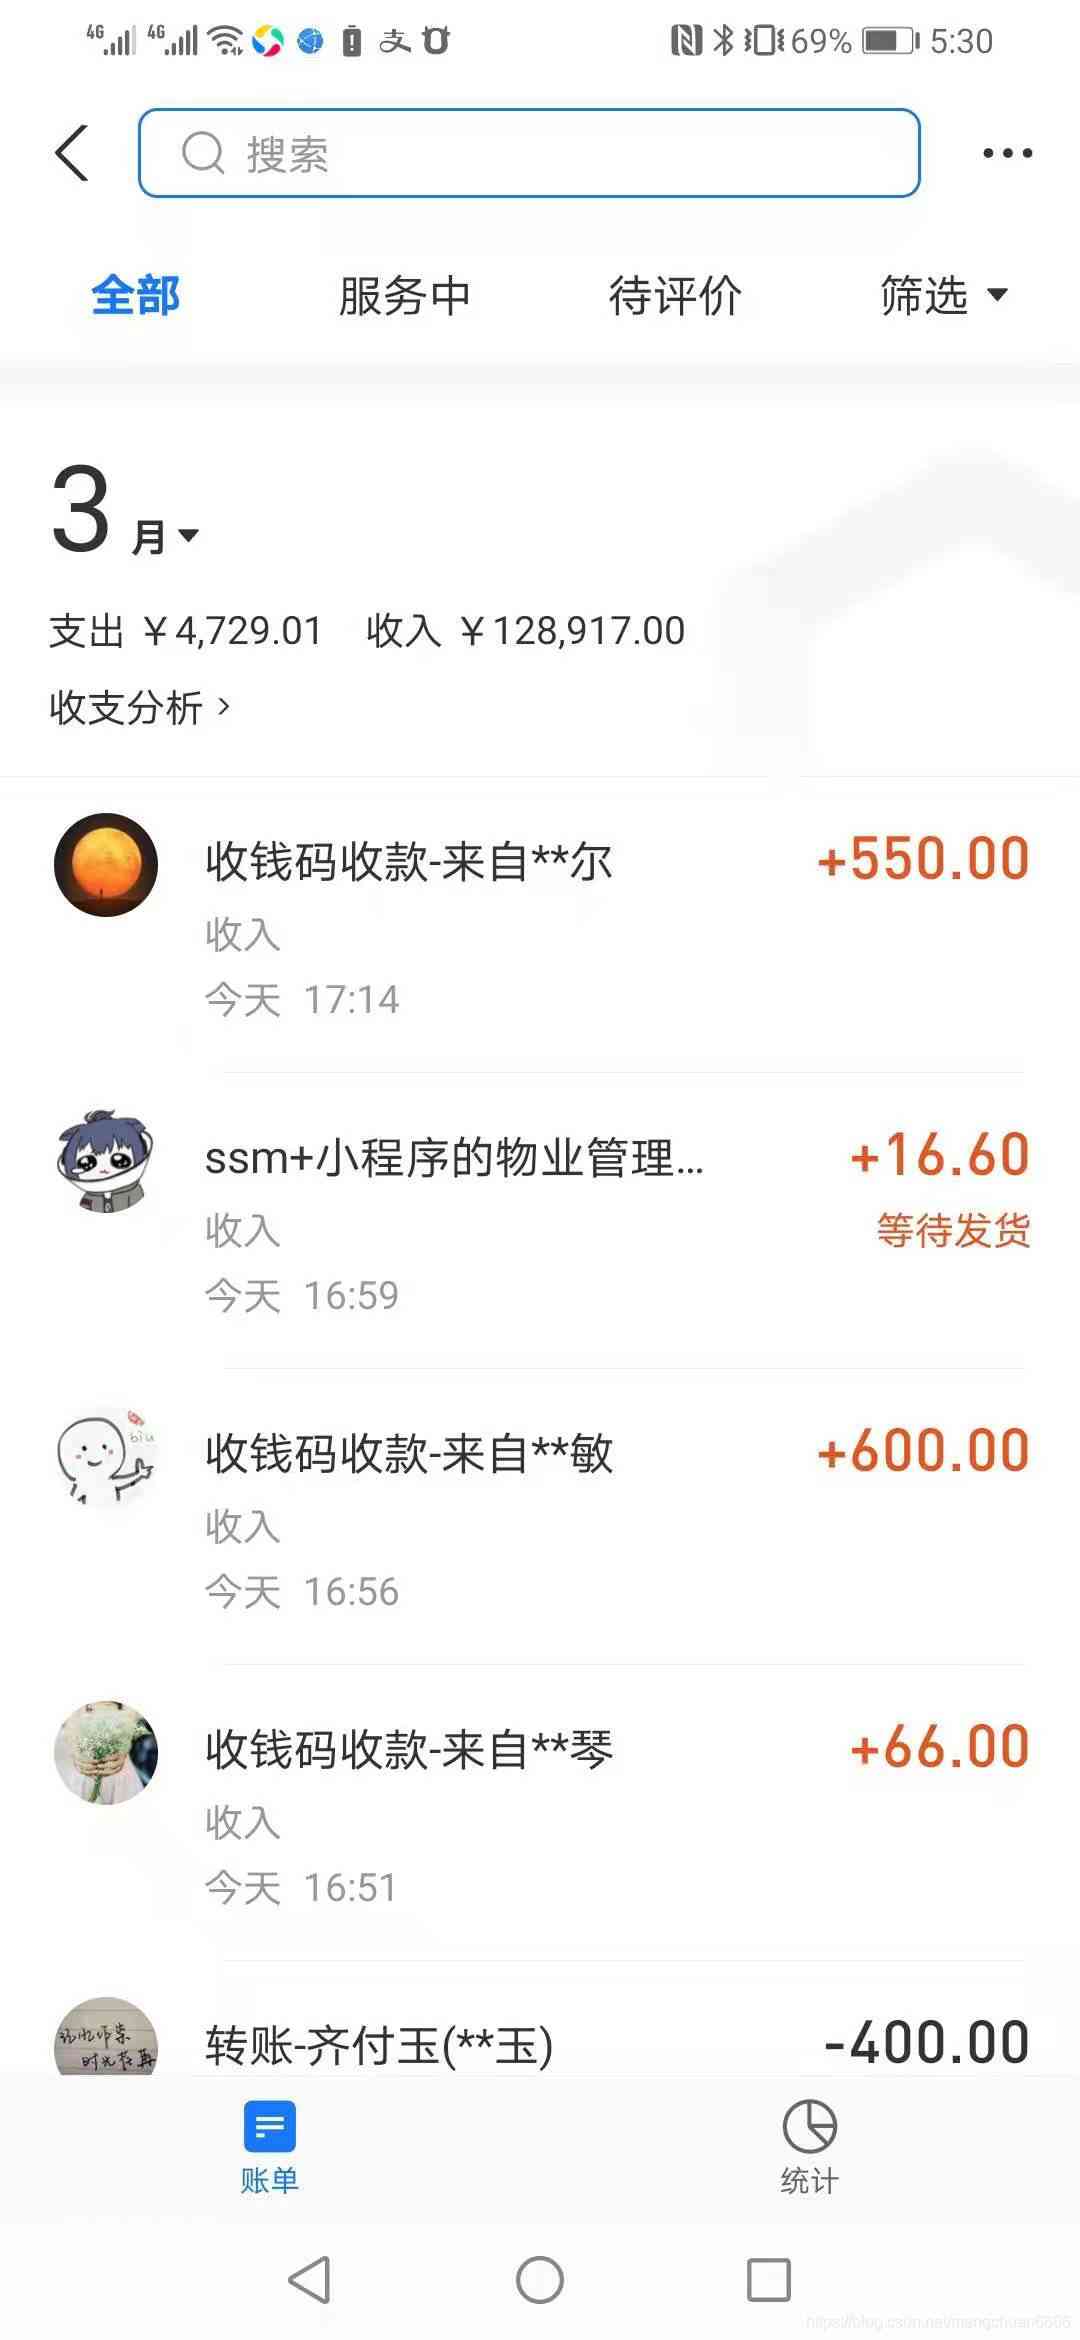 4G 4G 69% 5:30
搜索
全部 服务中 待评价 筛选
3月
支出 ￥4,729.01 收入 ￥128,917.00
收支分析
收钱码收款-来自**尔 +550.00
收入
今天 17:14
ssm+小程序的物业管理... +16.60
收入 等待发货
今天 16:59
biu
收钱码收款-来自**敏 +600.00
收入
今天 16:56
收钱码收款-来自**琴 +66.00
收入
今天 16:51
转账-齐付玉(**玉) -400.00
账单 统计